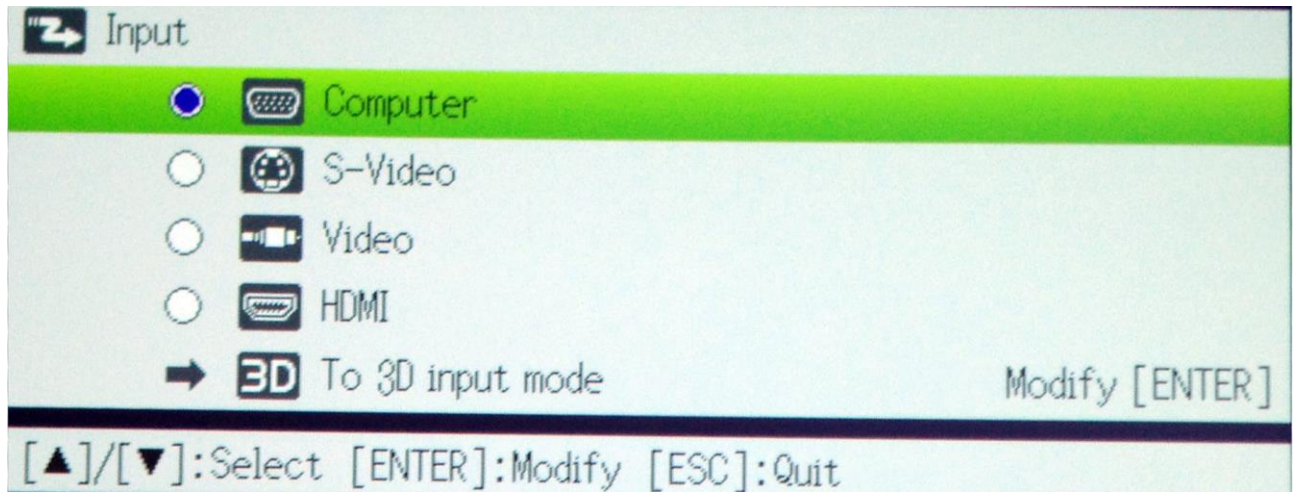 Input
Computer
S-Video
Video
HDMI
3D To 3D input mode Modify [ENTER]
[▲]/[▼]:Select [ENTER]:Modify [ESC]:Quit